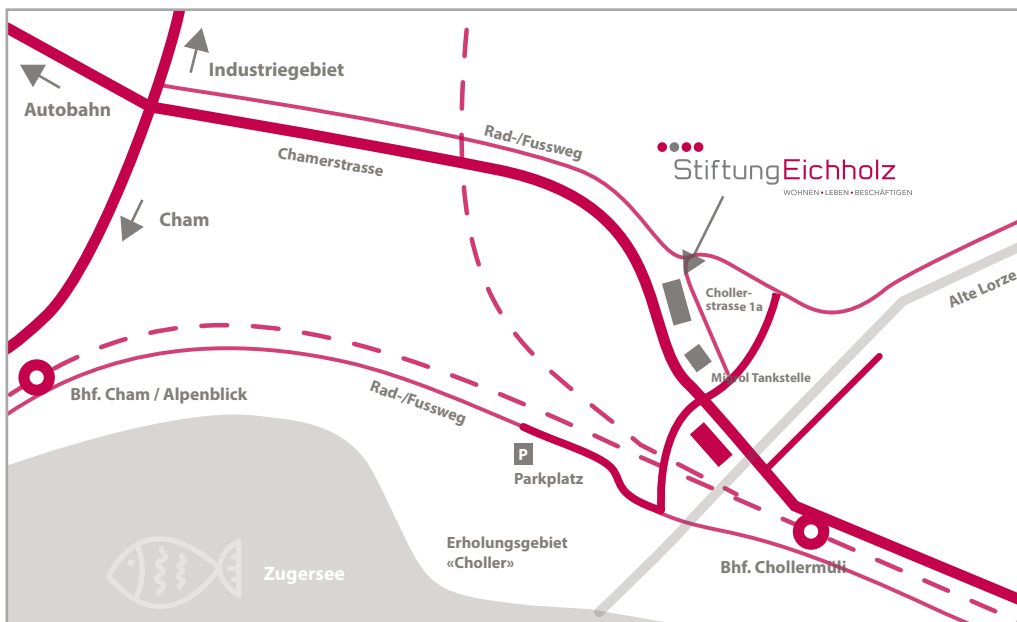 Industriegebiet
Autobahn
Rad-/Fussweg
Chamerstrasse
StiftungEichholz
WOHNEN • LEBEN • BESCHÄFTIGEN
Cham
Alte Lorze
Choller-
strasse 1a
Bhf. Cham / Alpenblick
Rad-/Fussweg
Tankstelle
P
Parkplatz
Erholungsgebiet
«Choller»
Bhf. Chollermüli
Zugersee